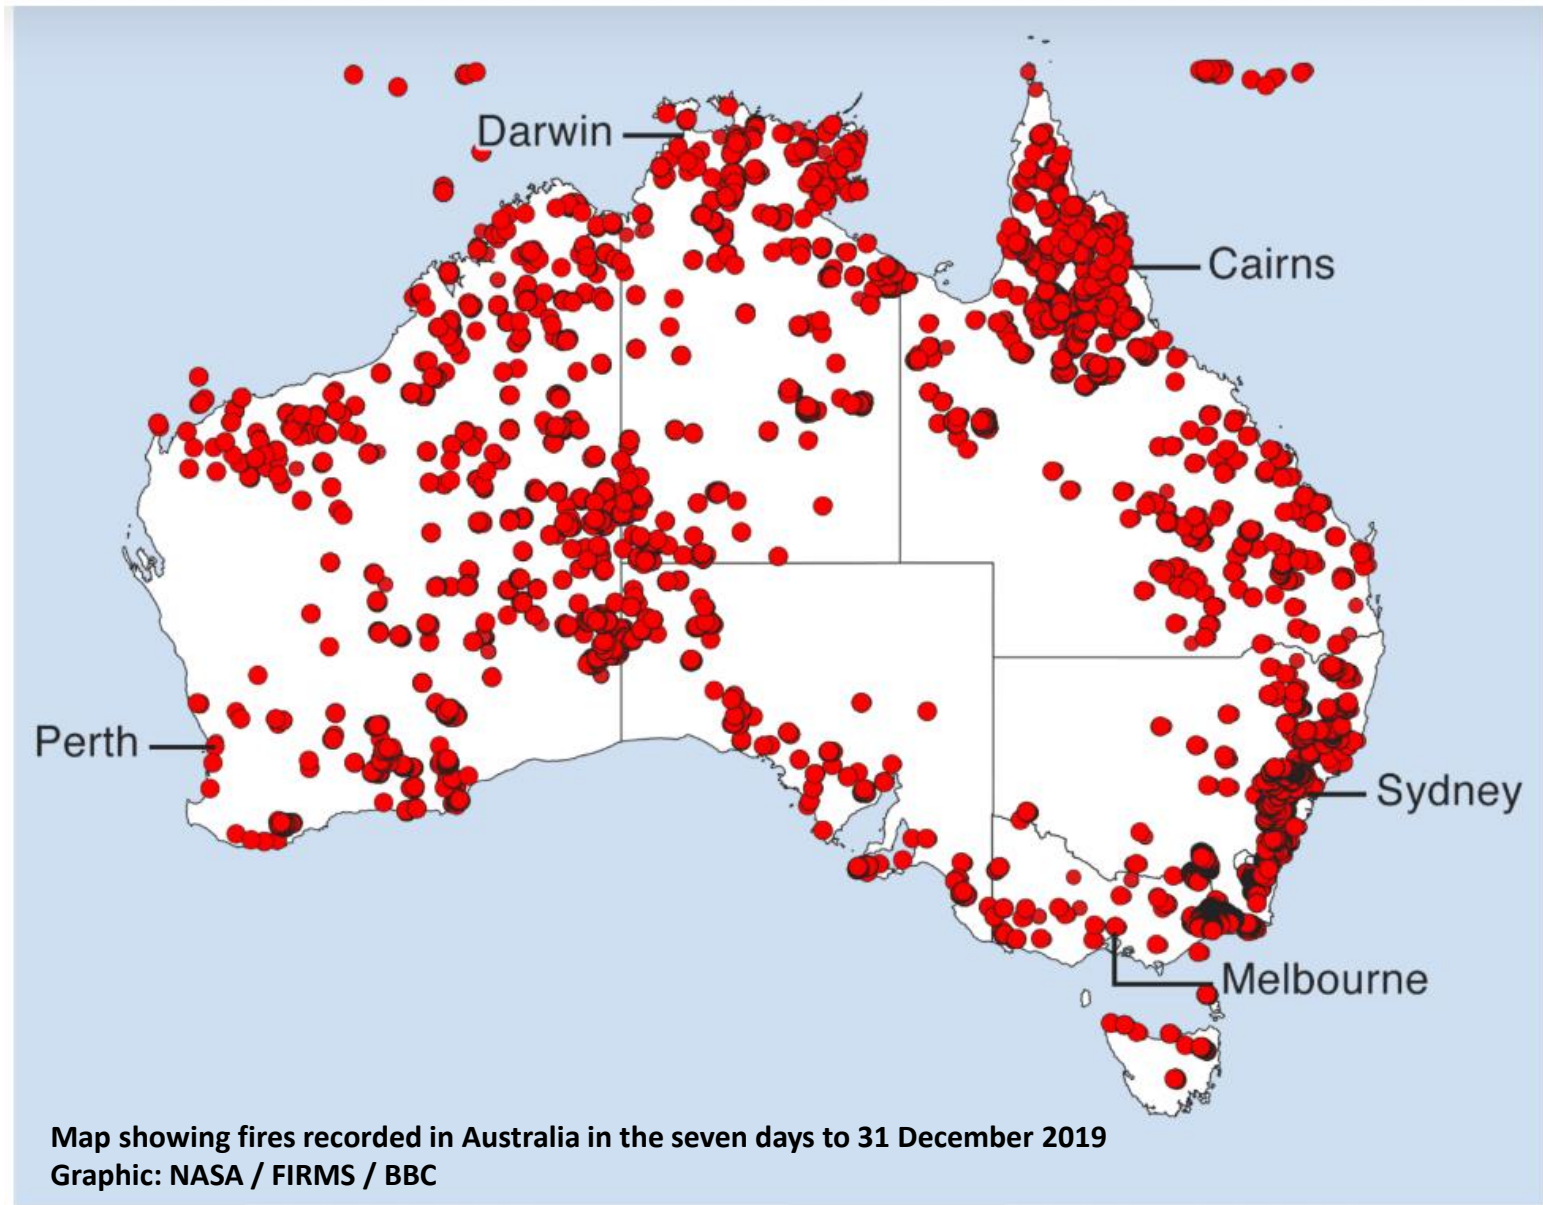 Darwin
Cairns
Perth
Sydney
Melbourne
Map showing fires recorded in Australia in the seven days to 31 December 2019
Graphic: NASA / FIRMS / BBC